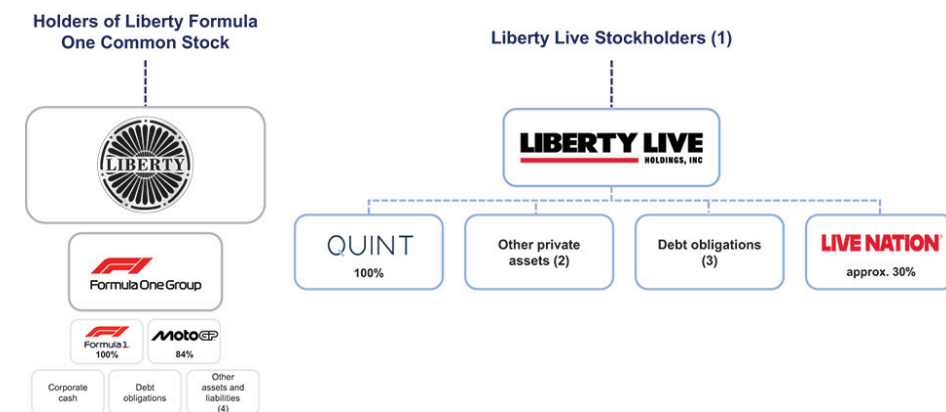 Holders of Liberty Formula
One Common Stock
LIBERTY
Formula One Group
Formula 1
100%
MotoGP
84%
Corporate
cash
Debt
obligations
Other
assets and
liabilities
(4)
Liberty Live Stockholders (1)
LIBERTY LIVE
HOLDINGS, INC
QUINT
100%
Other private
assets (2)
Debt obligations
(3)
LIVE NATION
approx. 30%